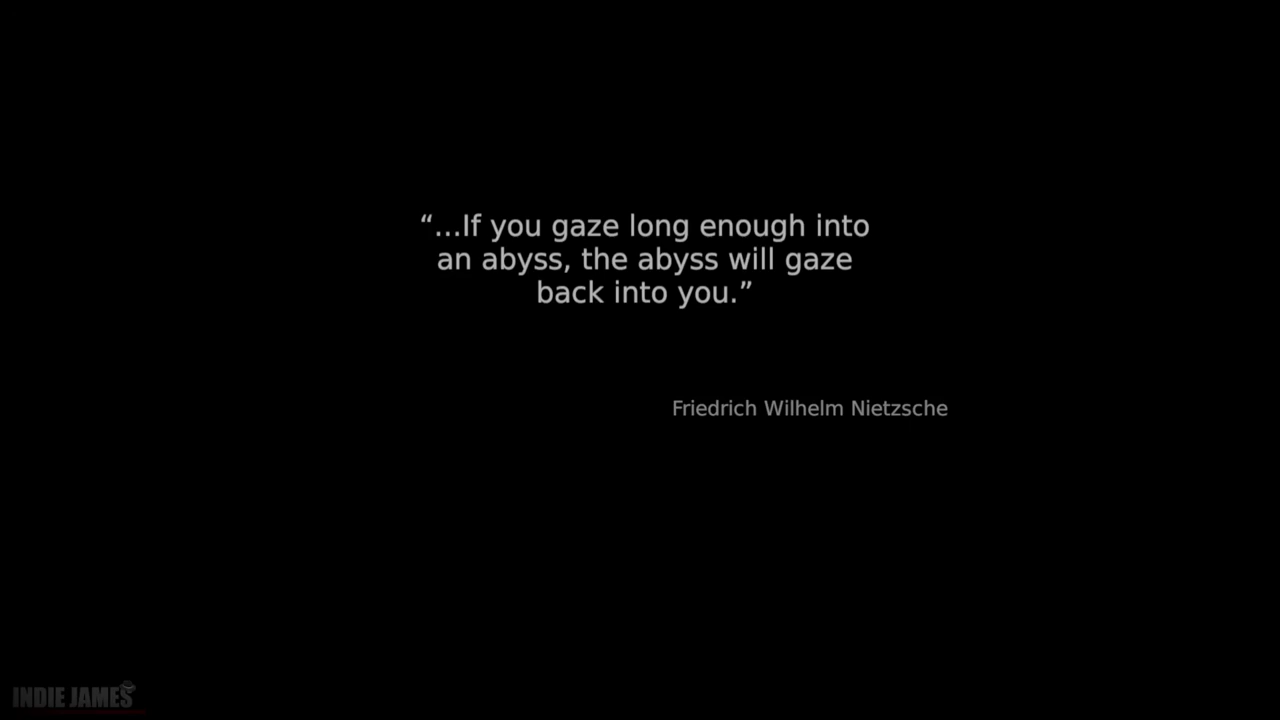 “...If you gaze long enough into
an abyss, the abyss will gaze
back into you.”
Friedrich Wilhelm Nietzsche
INDIE JAMES